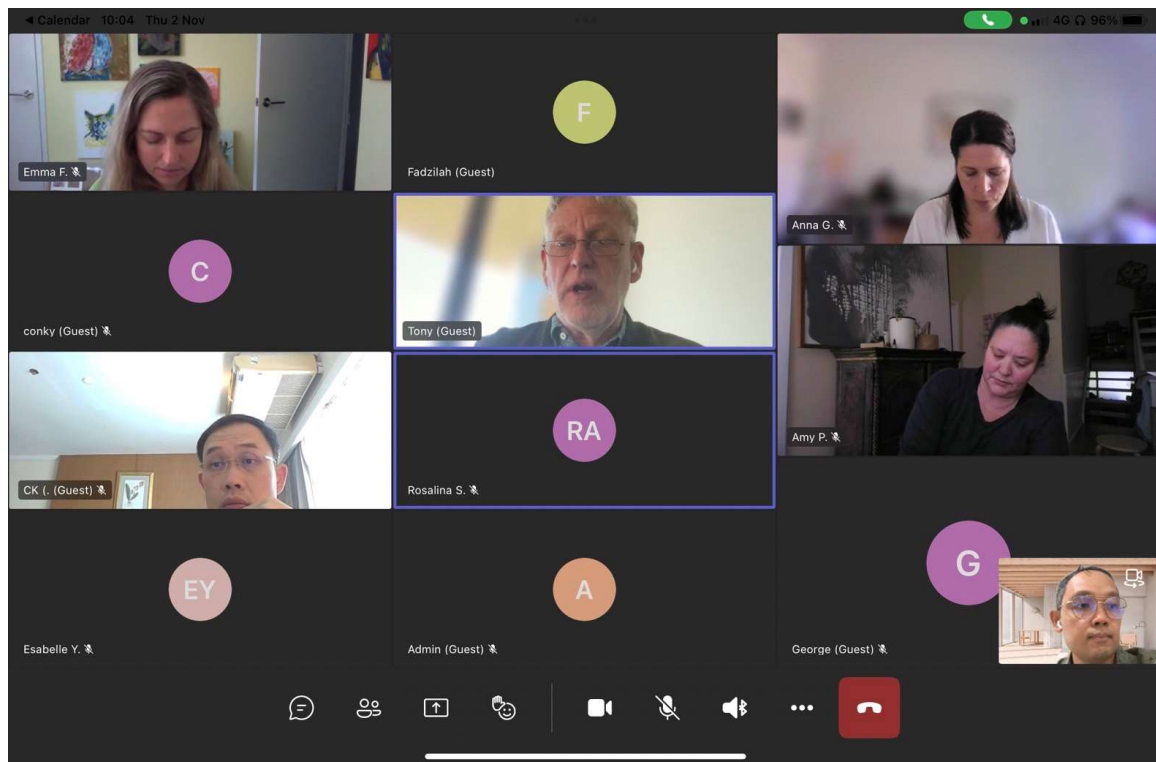 ◄ Calendar 10:04 Thu 2 Nov
4G 96%
Emma F.
F
Fadzilah (Guest)
Anna G.
C
conky (Guest)
Tony (Guest)
Amy P.
CK (. (Guest)
RA
Rosalina S.
EY
Esabelle Y.
A
Admin (Guest)
G
George (Guest)